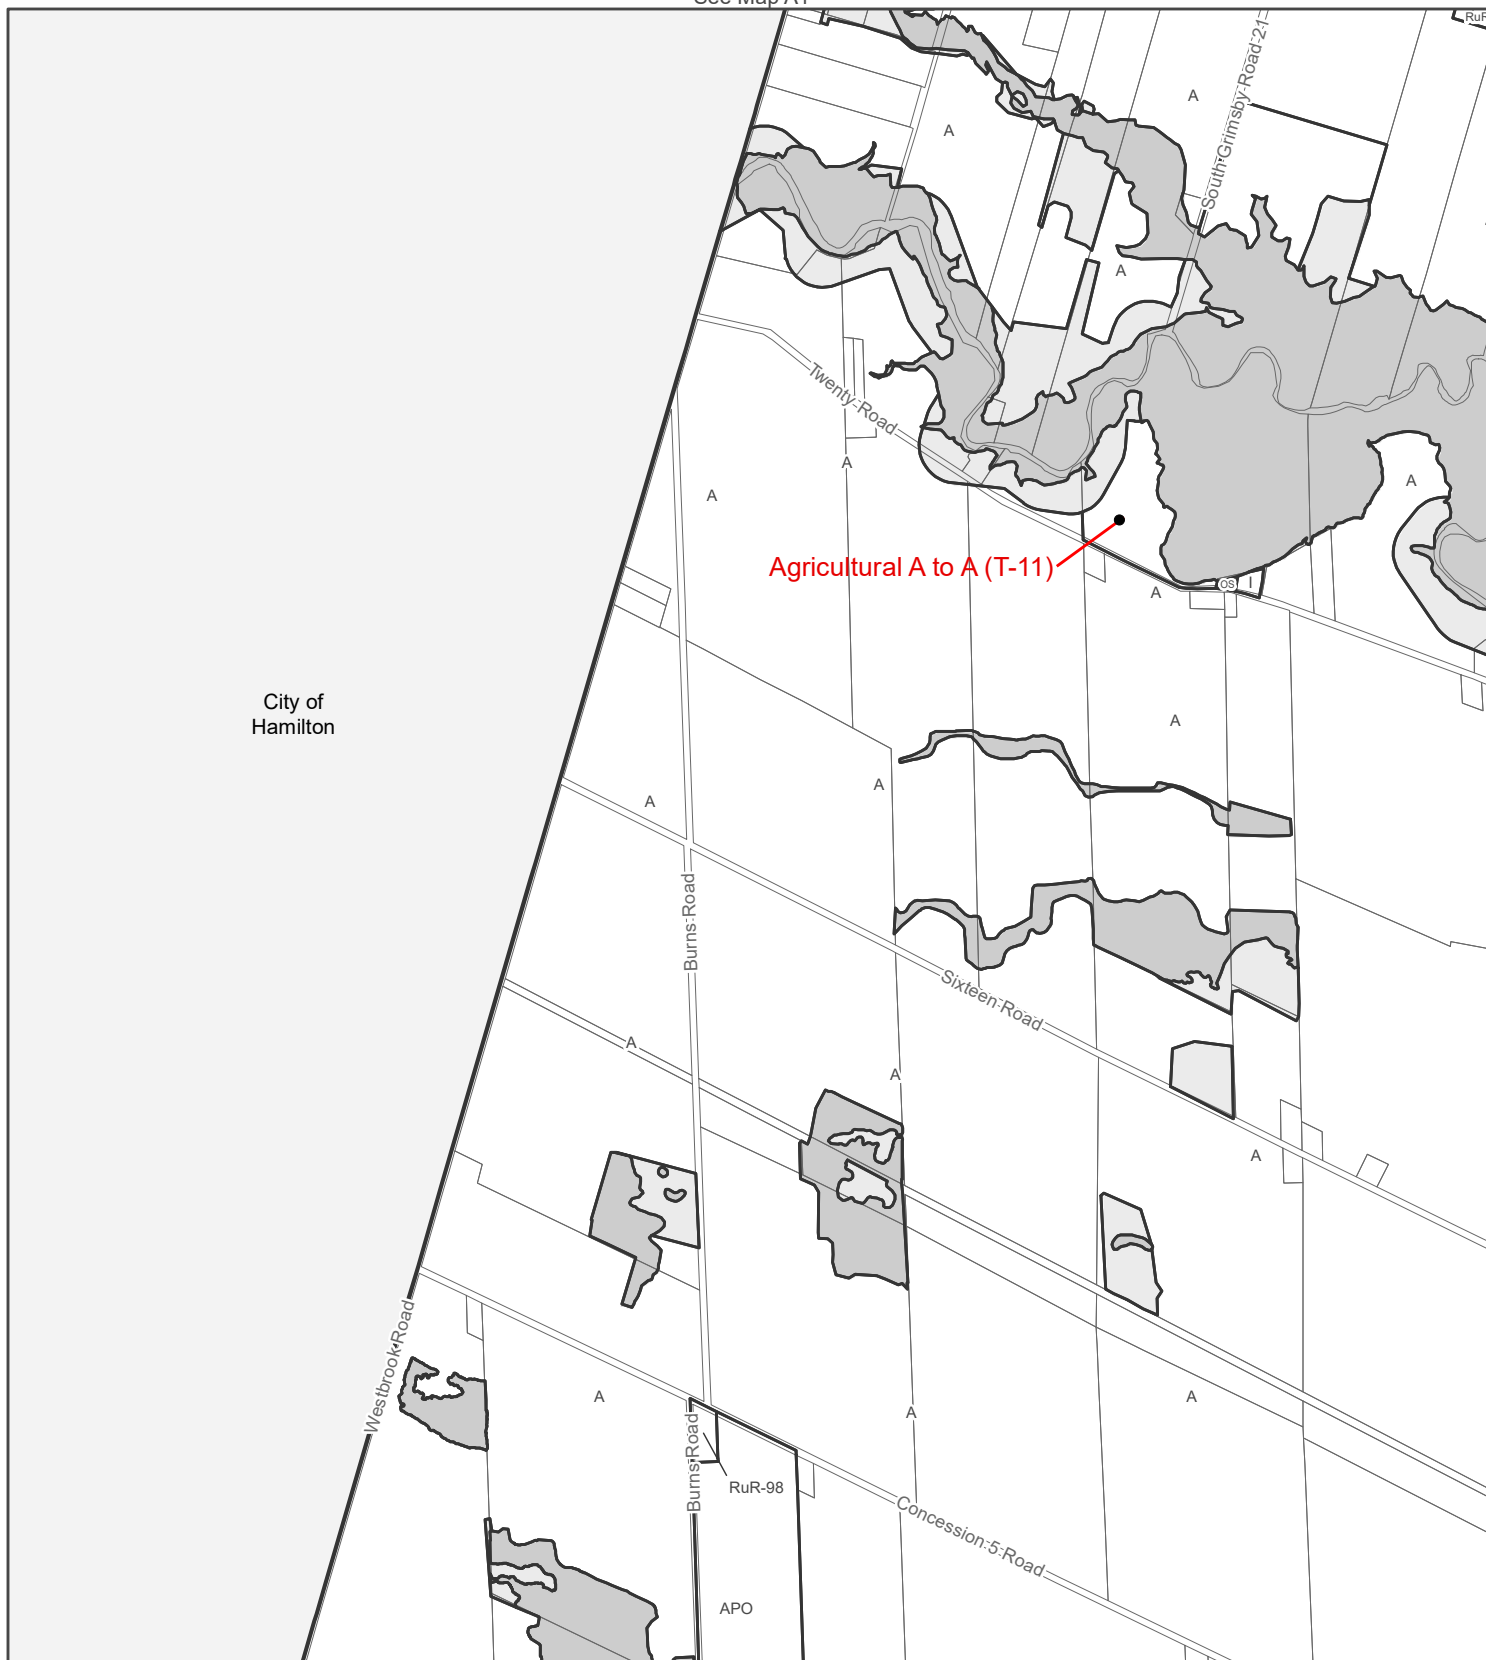 See Map A1
RuR
A
South Grimsby Road 21
A
A
Twenty Road
A
A
A
Agricultural A to A (T-11)
OS
I
A
City of
Hamilton
A
A
A
Burns Road
Sixteen Road
A
A
A
Westbrook Road
A
A
A
Burns Road
RuR-98
Concession 5 Road
APO